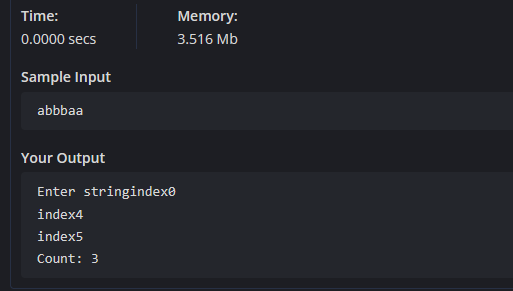 Time:
Memory:
0.0000 secs
3.516 Mb
Sample Input
abbbaa
Your Output
Enter stringindex0
index4
index5
Count: 3